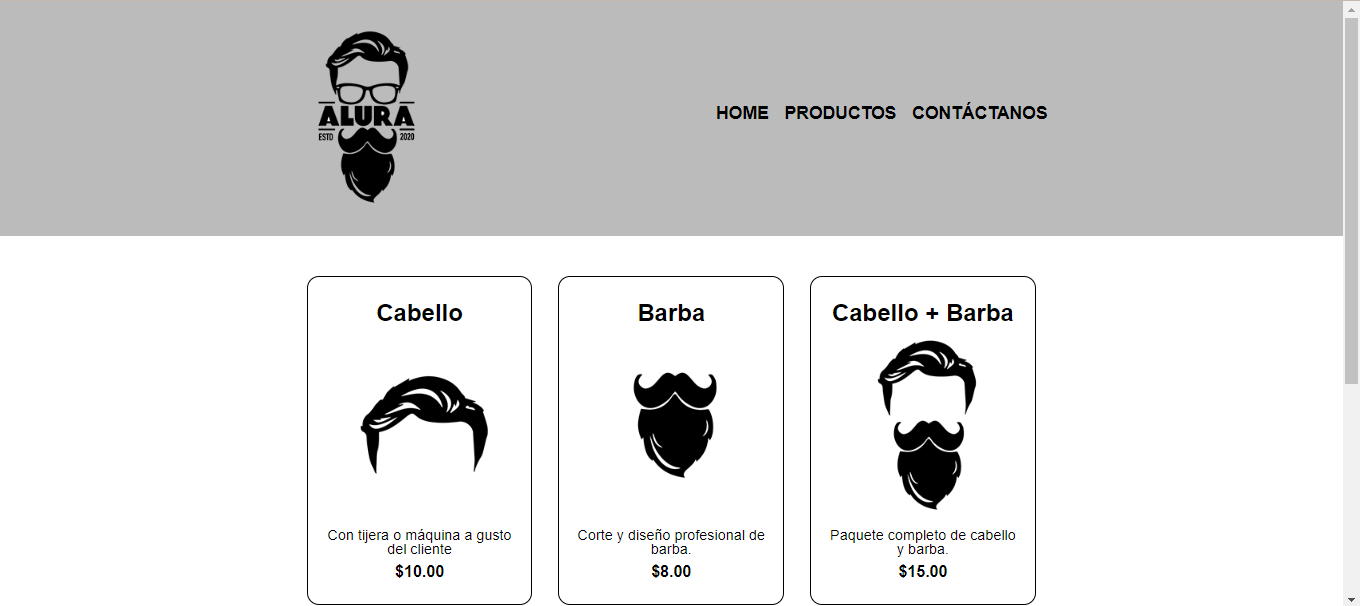 ALURA
ESTD 2020
HOME PRODUCTOS CONTÁCTANOS
Cabello
Con tijera o máquina a gusto
del cliente
$10.00
Barba
Corte y diseño profesional de
barba.
$8.00
Cabello + Barba
Paquete completo de cabello
y barba.
$15.00